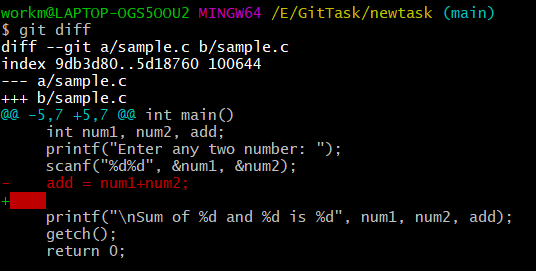 workm@LAPTOP-OGS5OOU2 MINGW64 /E/GitTask/newtask (main)
$ git diff
diff --git a/sample.c b/sample.c
index 9db3d80..5d18760 100644
--- a/sample.c
+++ b/sample.c
@@ -5,7 +5,7 @@ int main()
     int num1, num2, add;
     printf("Enter any two number: ");
     scanf("%d%d", &num1, &num2);
-    add = num1+num2;
+
     printf("\nSum of %d and %d is %d", num1, num2, add);
     getch();
     return 0;